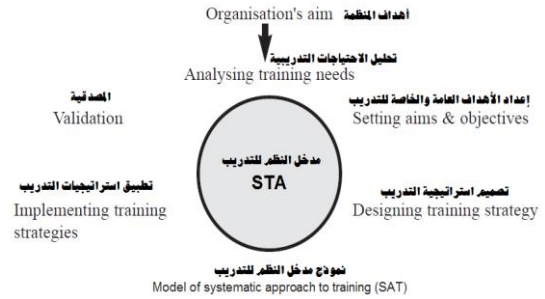 Organisation's aim أهداف المنظمة
تحليل الاحتياجات التدريبية
Analysing training needs
إعداد الأهداف العامة والخاصة للتدريب
Setting aims & objectives
المصدقية
Validation
مدخل النظم للتدريب
STA
تصميم استراتيجية التدريب
Designing training strategy
تطبيق استراتيجيات التدريب
Implementing training
strategies
نموذج مدخل النظم للتدريب
Model of systematic approach to training (SAT)